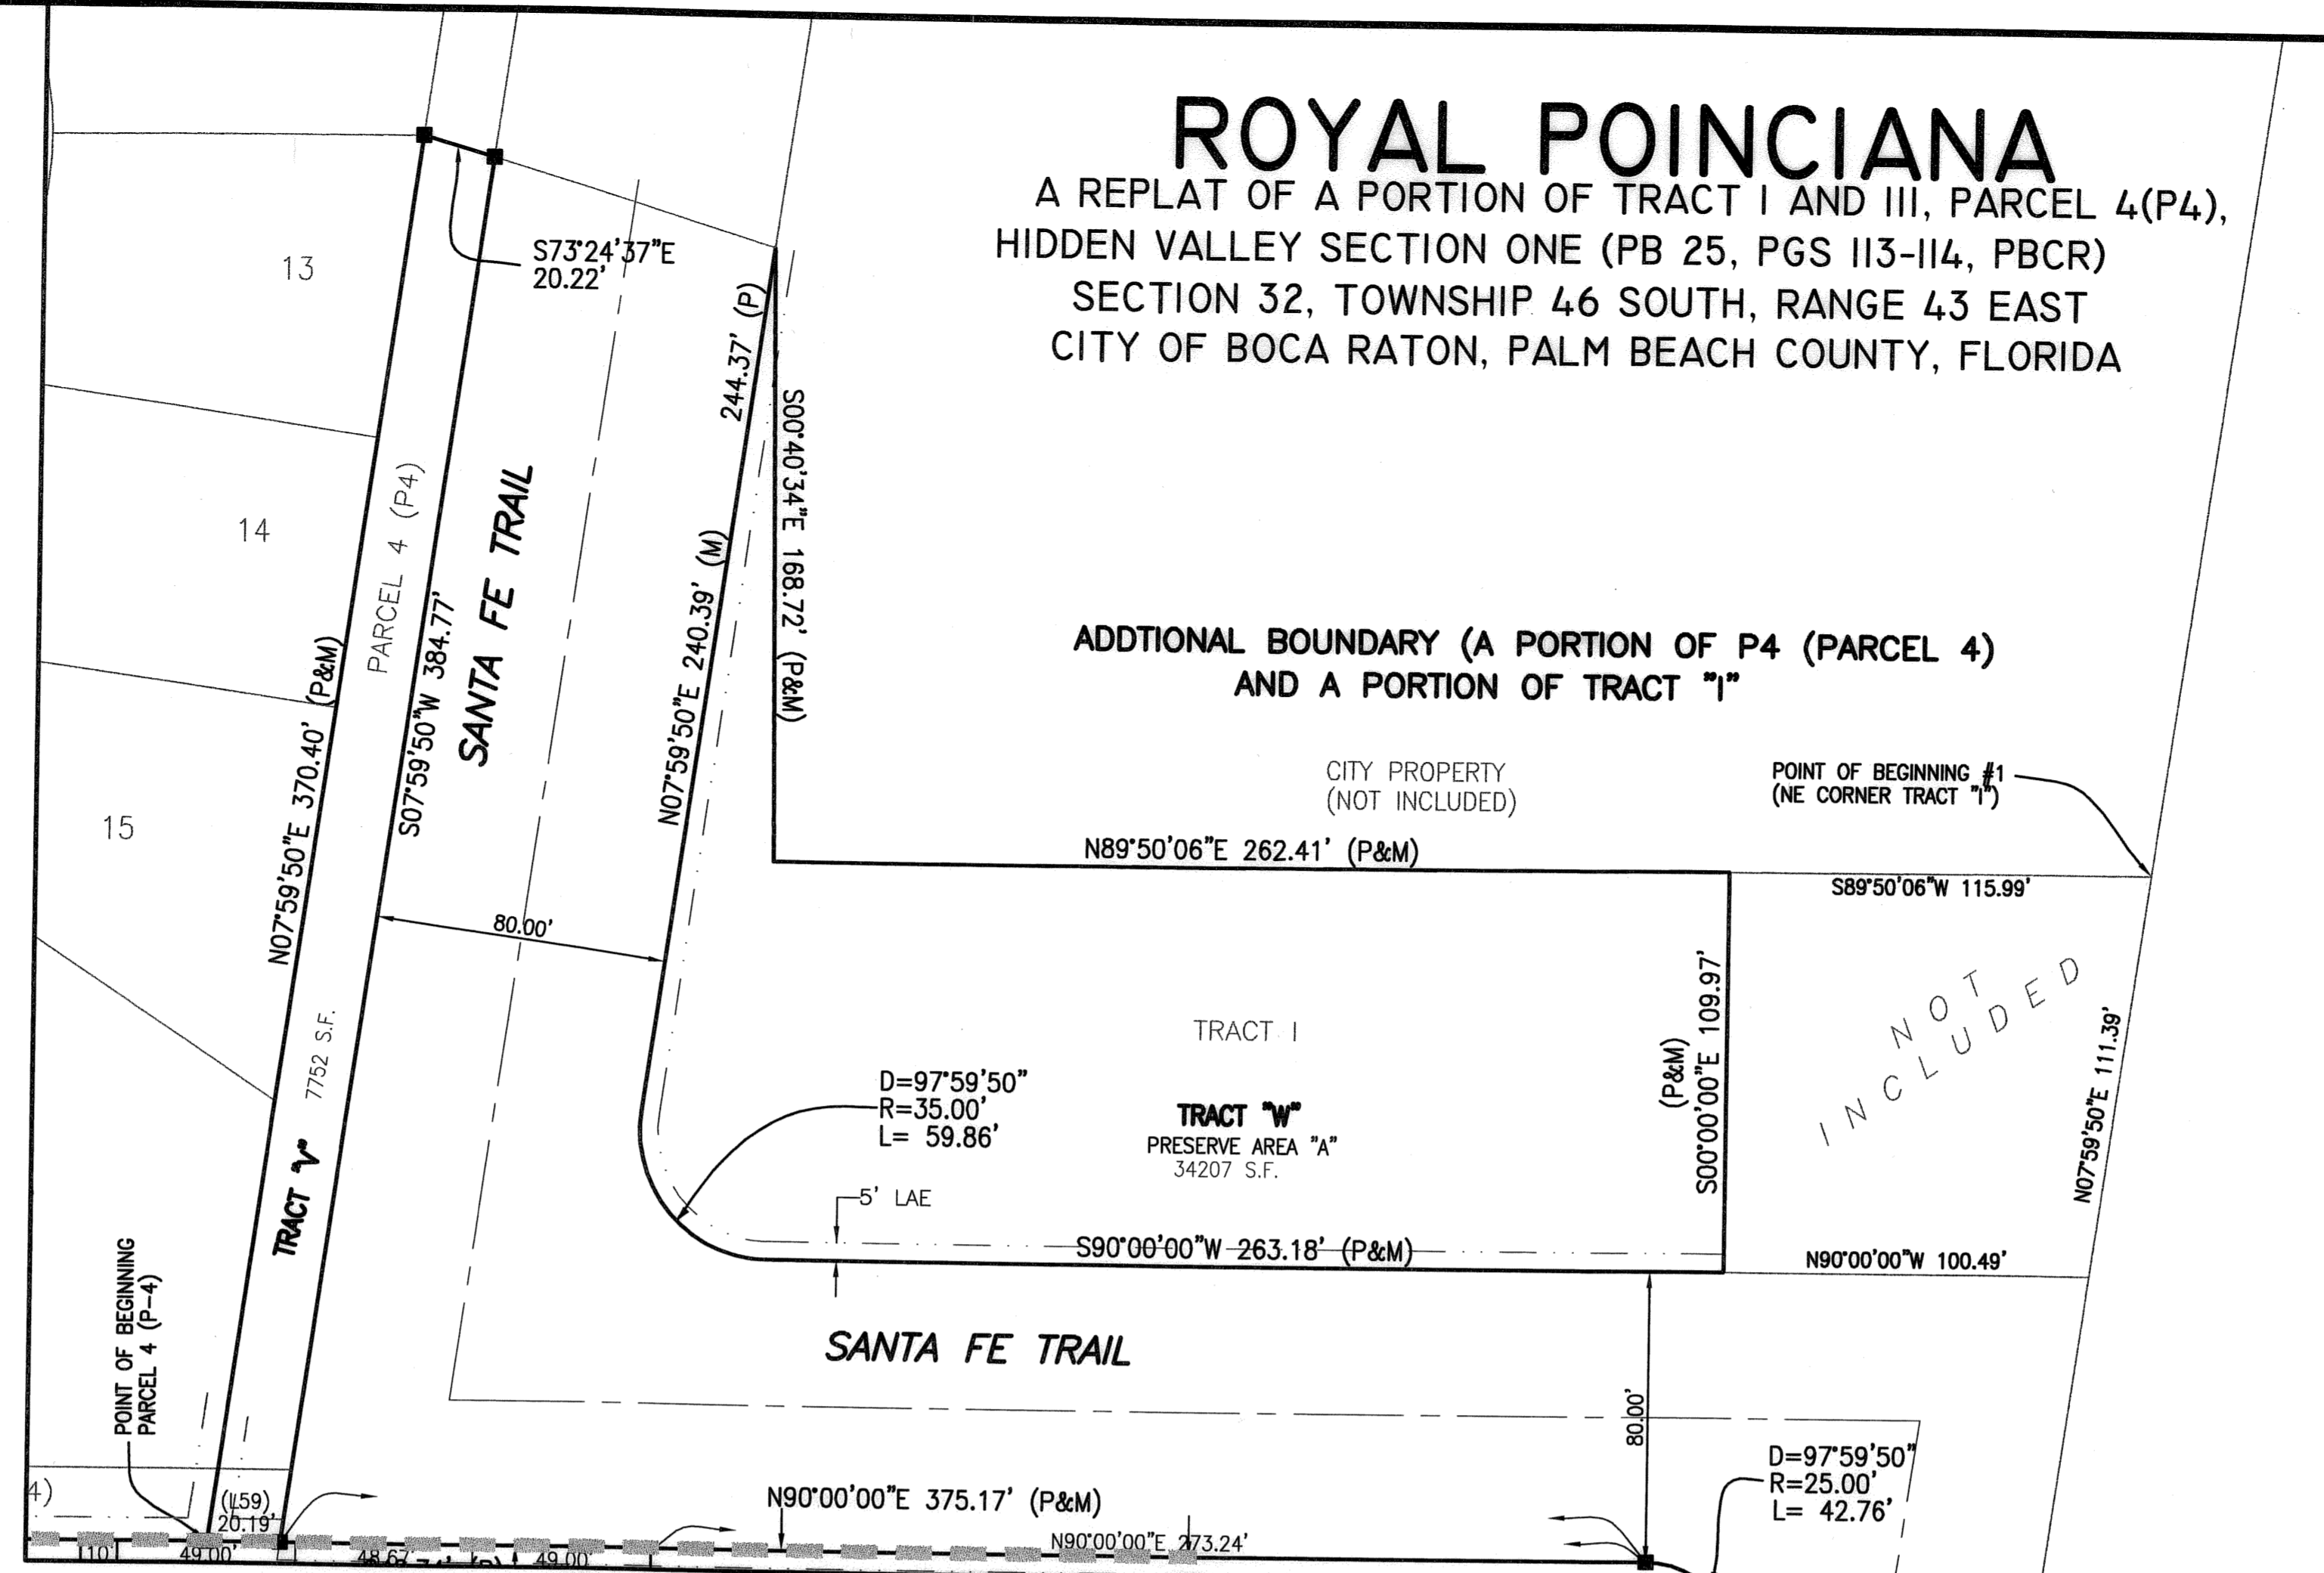 ROYAL POINCIANA
A REPLAT OF A PORTION OF TRACT I AND III, PARCEL 4(P4),
HIDDEN VALLEY SECTION ONE (PB 25, PGS 113-114, PBCR)
SECTION 32, TOWNSHIP 46 SOUTH, RANGE 43 EAST
CITY OF BOCA RATON, PALM BEACH COUNTY, FLORIDA
S73°24'37"E
20.22'
13
14
15
244.37' (P)
N07°59'50"E 240.39' (M)
S00°40'34"E 168.72' (P&M)
PARCEL 4 (P4)
SANTA FE TRAIL
N07°59'50"E 370.40' (P&M)
S07°59'50"W 384.77'
ADDTIONAL BOUNDARY (A PORTION OF P4 (PARCEL 4)
AND A PORTION OF TRACT "I"
CITY PROPERTY
(NOT INCLUDED)
POINT OF BEGINNING #1
(NE CORNER TRACT "I")
N89°50'06"E 262.41' (P&M)
S89°50'06"W 115.99'
80.00'
7752 S.F.
TRACT "V"
TRACT I
D=97°59'50"
R=35.00'
L= 59.86'
TRACT "W"
PRESERVE AREA "A"
34207 S.F.
(P&M)
S00°00'00"E 109.97'
NOT
INCLUDED
N07°59'50"E 111.39'
5' LAE
S90°00'00"W 263.18' (P&M)
N90°00'00"W 100.49'
POINT OF BEGINNING
PARCEL 4 (P-4)
SANTA FE TRAIL
80.00'
D=97°59'50"
R=25.00'
L= 42.76'
4)
(L59)
20.19'
N90°00'00"E 375.17' (P&M)
N90°00'00"E 273.24'
10'
49.00'
48.67'
49.00'